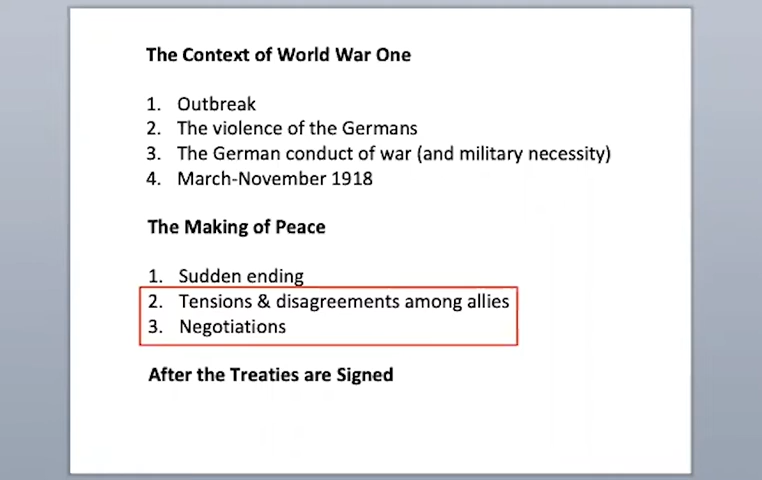 The Context of World War One
1. Outbreak
2. The violence of the Germans
3. The German conduct of war (and military necessity)
4. March-November 1918
The Making of Peace
1. Sudden ending
2. Tensions & disagreements among allies
3. Negotiations
After the Treaties are Signed